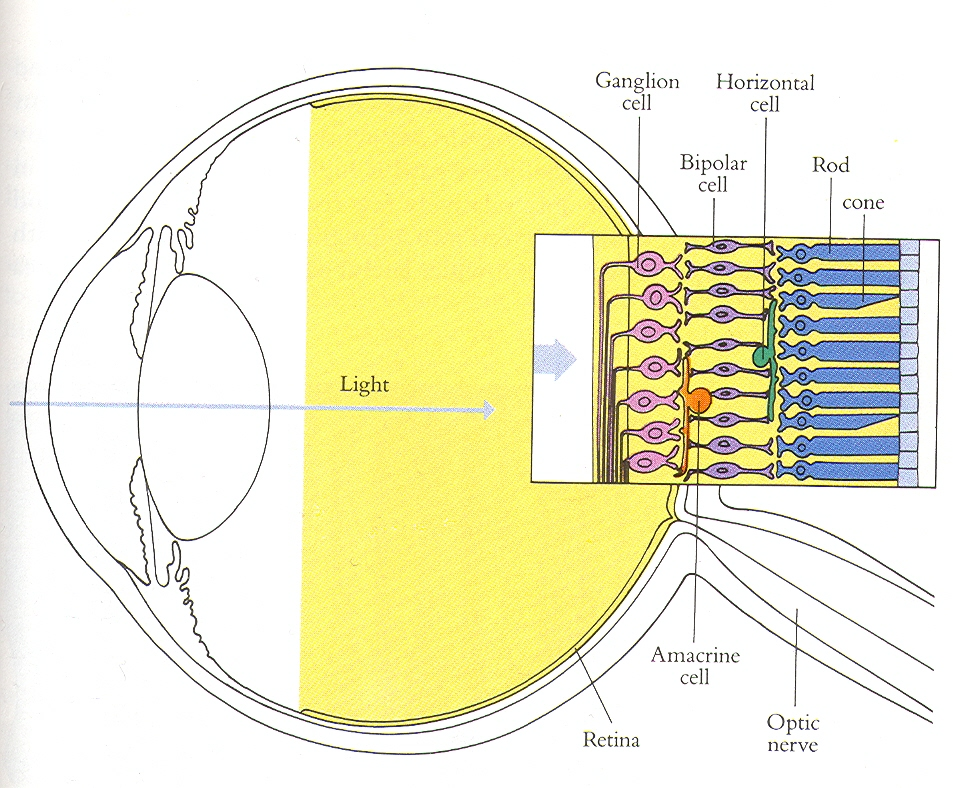 Ganglion
cell
Horizontal
cell
Bipolar
cell
Rod
cone
Light
Amacrine
cell
Retina
Optic
nerve